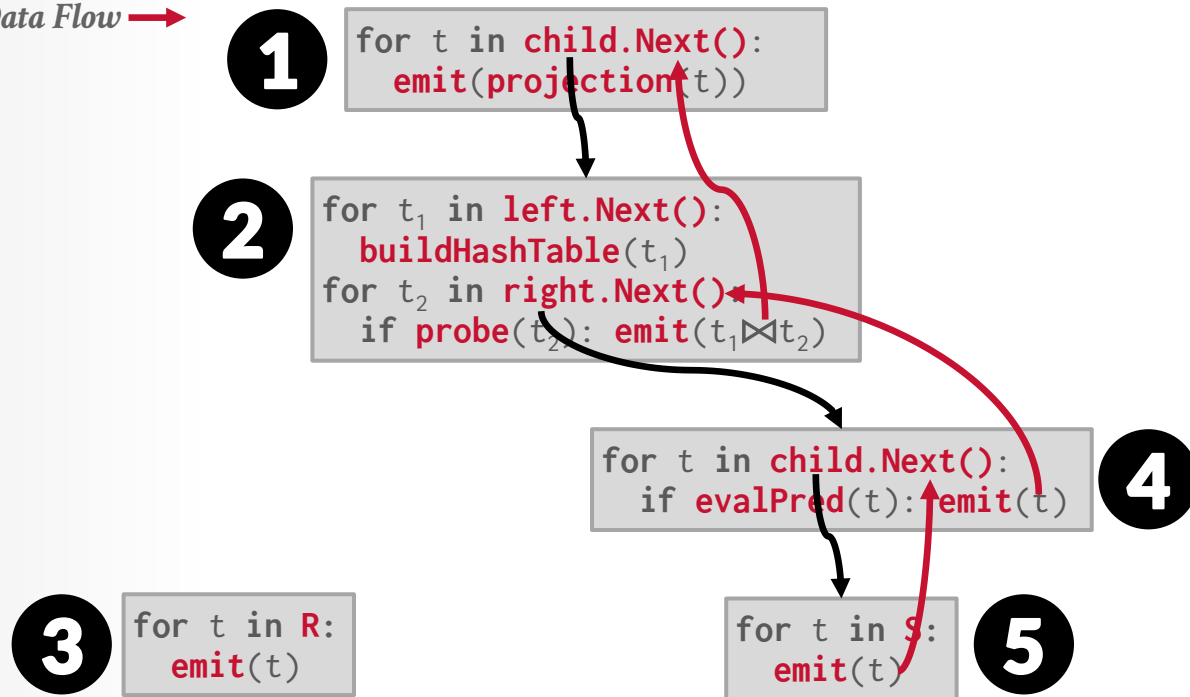 Data Flow
1
for t in child.Next():
emit(projection(t))
2
for t₁ in left.Next():
buildHashTable(t₁)
for t₂ in right.Next():
if probe(t₂): emit(t₁⨝t₂)
for t in child.Next():
if evalPred(t): emit(t)
4
3
for t in R:
emit(t)
for t in S:
emit(t)
5